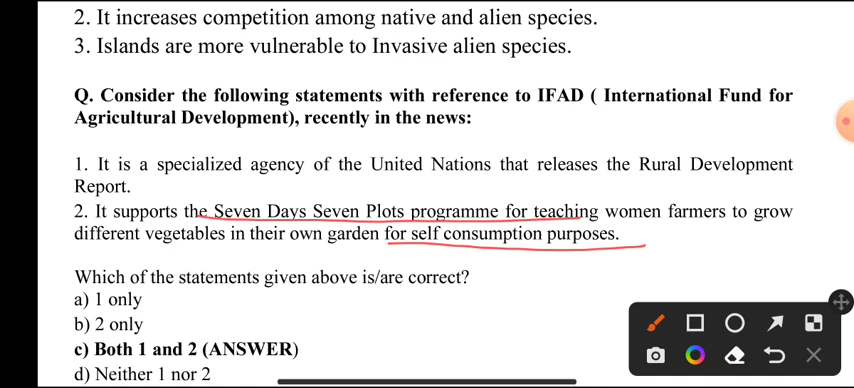 2. It increases competition among native and alien species.
3. Islands are more vulnerable to Invasive alien species.
Q. Consider the following statements with reference to IFAD ( International Fund for
Agricultural Development), recently in the news:
1. It is a specialized agency of the United Nations that releases the Rural Development
Report.
2. It supports the Seven Days Seven Plots programme for teaching women farmers to grow
different vegetables in their own garden for self consumption purposes.
Which of the statements given above is/are correct?
a) 1 only
b) 2 only
c) Both 1 and 2 (ANSWER)
d) Neither 1 nor 2